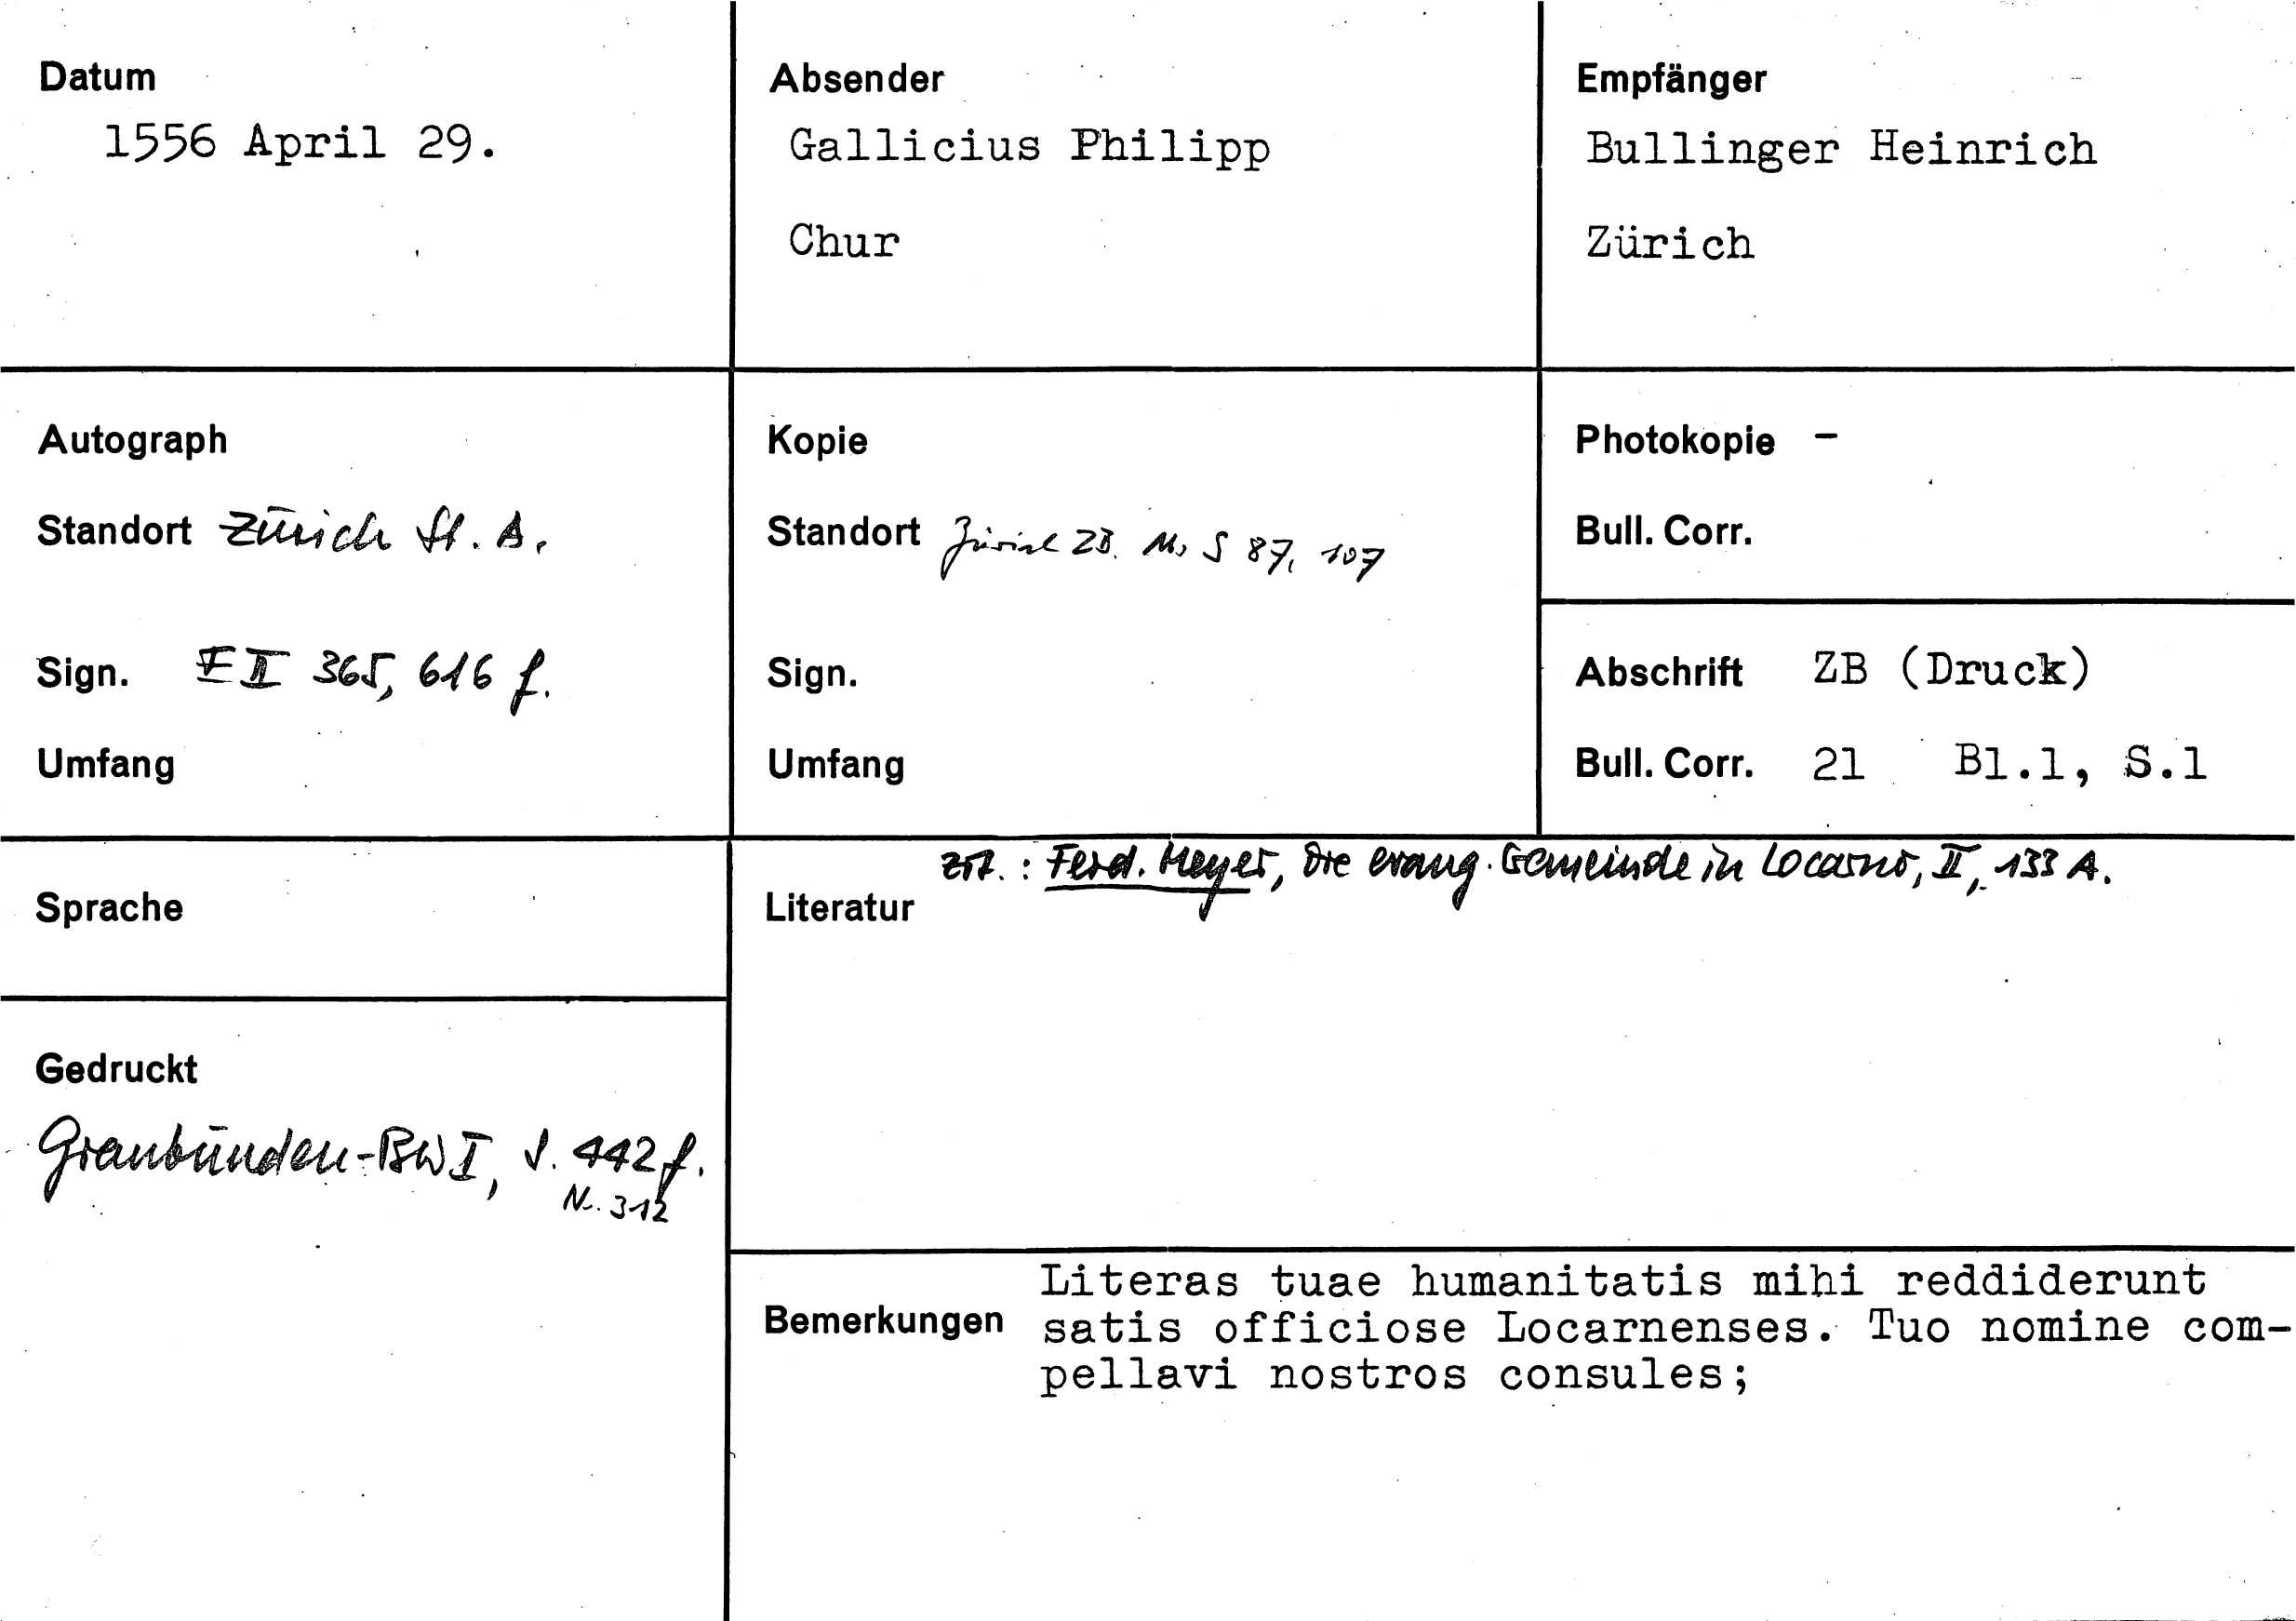 Datum
1556 April 29.
Absender
Gallicius Philipp
Chur
Empfänger
Bullinger Heinrich
Zürich
Autograph
Standort Zürich St. A.
Sign. E II 365, 616 f.
Umfang
Kopie
Standort Zürich ZB. Ms S 87, 107
Sign.
Umfang
Photokopie -
Bull. Corr.
Abschrift ZB (Druck)
Bull. Corr. 21 Bl.1, S.1
Sprache
Gedruckt
Graubünden-BW I, S. 442 f.
Nr. 312
zit. : Ferd. Meyer, Die evang. Gemeinde in Locarno, II, 133 A.
Literatur
Bemerkungen
Literas tuae humanitatis mihi reddiderunt
satis officiose Locarnenses. Tuo nomine com-
pellavi nostros consules;